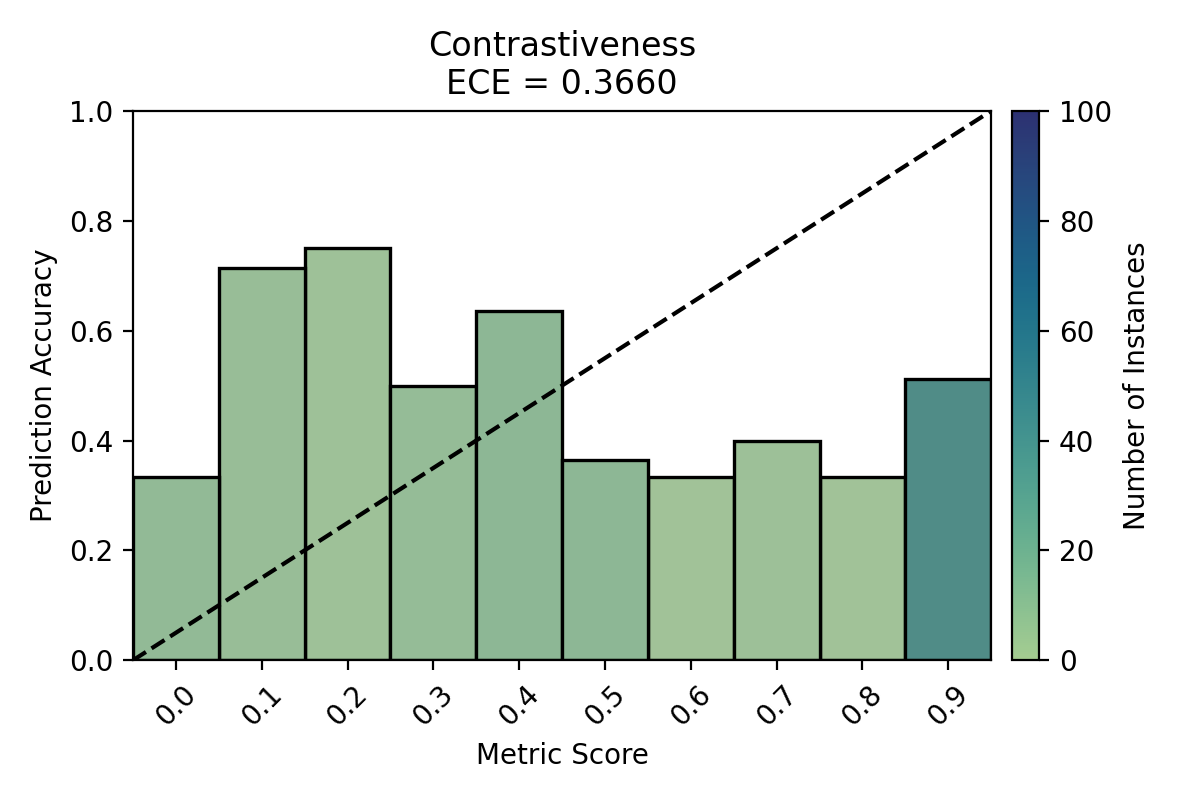 Contrastiveness
ECE = 0.3660
1.0
0.8
0.6
0.4
0.2
0.0
Prediction Accuracy
0.0 0.1 0.2 0.3 0.4 0.5 0.6 0.7 0.8 0.9
Metric Score
100
80
60
40
20
0
Number of Instances